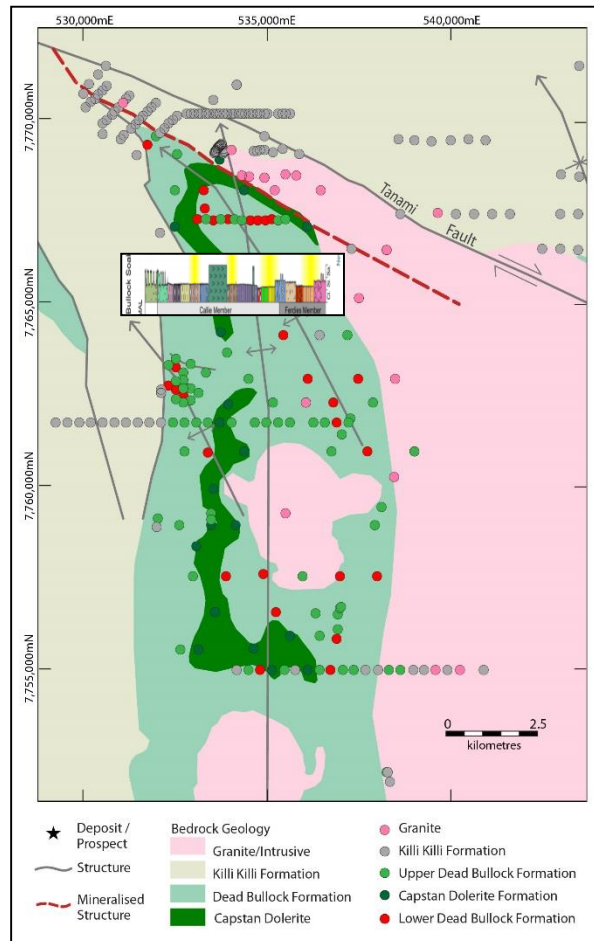 530,000mE 535,000mE 540,000mE
7,770,000mN
7,765,000mN
7,760,000mN
7,755,000mN
Tanami
Fault
Bullock Soak
Callie Member
Ferdies Member
0 2.5
kilometres
Deposit /
Prospect
Structure
Mineralised
Structure
Bedrock Geology
Granite/Intrusive
Killi Killi Formation
Dead Bullock Formation
Capstan Dolerite
Granite
Killi Killi Formation
Upper Dead Bullock Formation
Capstan Dolerite Formation
Lower Dead Bullock Formation